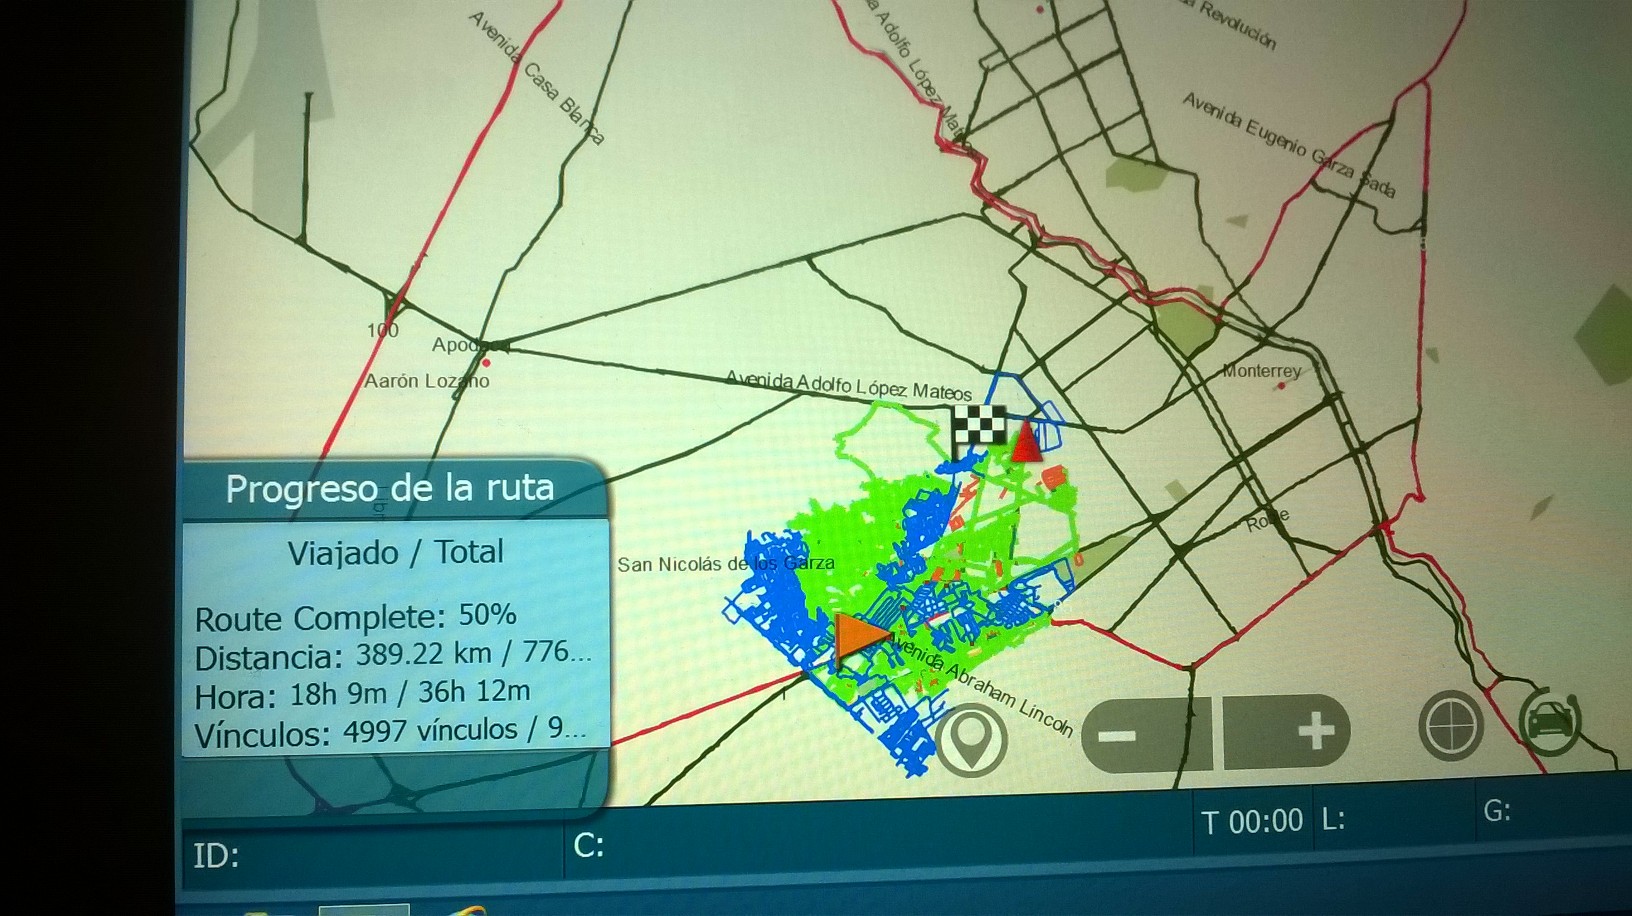 Avenida Casa Blanca
a Adolfo López Mateos
la Revolución
Avenida Eugenio Garza Sada
100
Apodaca
Aarón Lozano
Avenida Adolfo López Mateos
Monterrey
Progreso de la ruta
Viajado / Total
San Nicolás de los Garza
Route Complete: 50%
Distancia: 389.22 km / 776...
Hora: 18h 9m / 36h 12m
Vínculos: 4997 vínculos / 9...
Avenida Abraham Lincoln
− +
ID:
C:
T 00:00
L:
G: